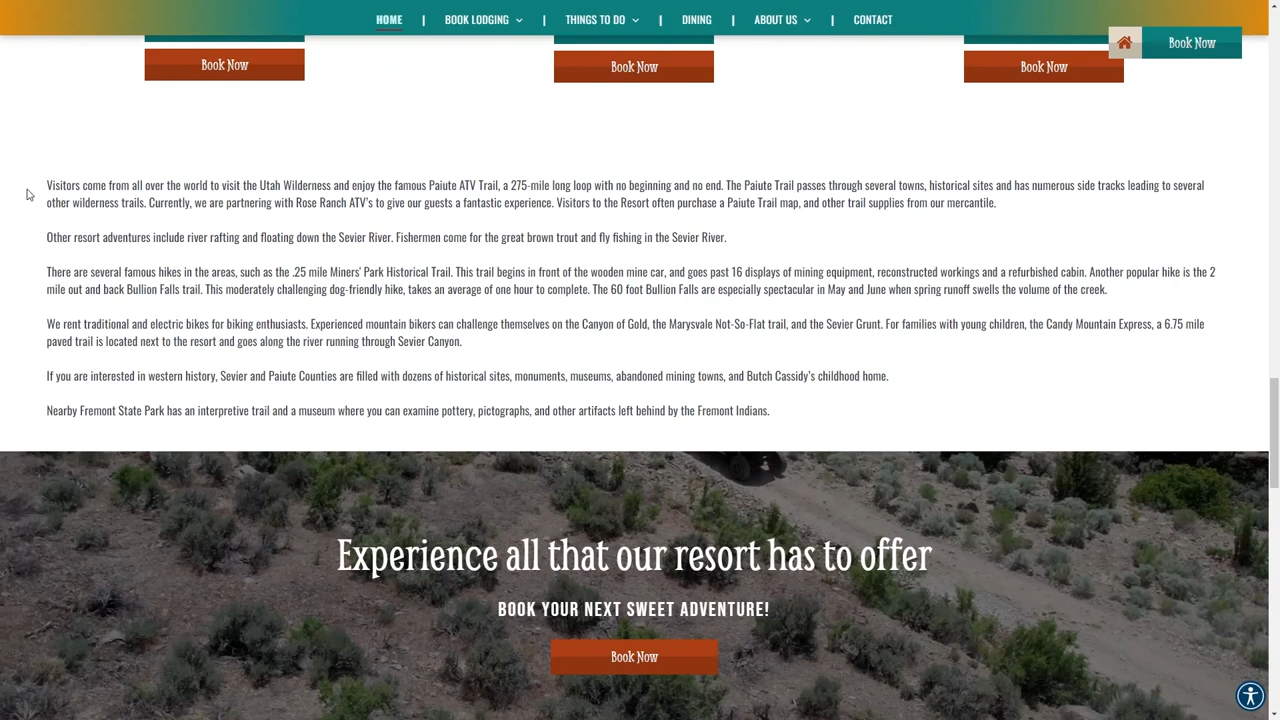 HOME | BOOK LODGING | THINGS TO DO | DINING | ABOUT US | CONTACT
Book Now
Book Now
Book Now
Book Now
Visitors come from all over the world to visit the Utah Wilderness and enjoy the famous Paiute ATV Trail, a 275-mile long loop with no beginning and no end. The Paiute Trail passes through several towns, historical sites and has numerous side tracks leading to several
other wilderness trails. Currently, we are partnering with Rose Ranch ATV's to give our guests a fantastic experience. Visitors to the Resort often purchase a Paiute Trail map, and other trail supplies from our mercantile.
Other resort adventures include river rafting and floating down the Sevier River. Fishermen come for the great brown trout and fly fishing in the Sevier River.
There are several famous hikes in the areas, such as the .25 mile Miners' Park Historical Trail. This trail begins in front of the wooden mine car, and goes past 16 displays of mining equipment, reconstructed workings and a refurbished cabin. Another popular hike is the 2
mile out and back Bullion Falls trail. This moderately challenging dog-friendly hike, takes an average of one hour to complete. The 60 foot Bullion Falls are especially spectacular in May and June when spring runoff swells the volume of the creek.
We rent traditional and electric bikes for biking enthusiasts. Experienced mountain bikers can challenge themselves on the Canyon of Gold, the Marysvale Not-So-Flat trail, and the Sevier Grunt. For families with young children, the Candy Mountain Express, a 6.75 mile
paved trail is located next to the resort and goes along the river running through Sevier Canyon.
If you are interested in western history, Sevier and Paiute Counties are filled with dozens of historical sites, monuments, museums, abandoned mining towns, and Butch Cassidy's childhood home.
Nearby Fremont State Park has an interpretive trail and a museum where you can examine pottery, pictographs, and other artifacts left behind by the Fremont Indians.
Experience all that our resort has to offer
BOOK YOUR NEXT SWEET ADVENTURE!
Book Now